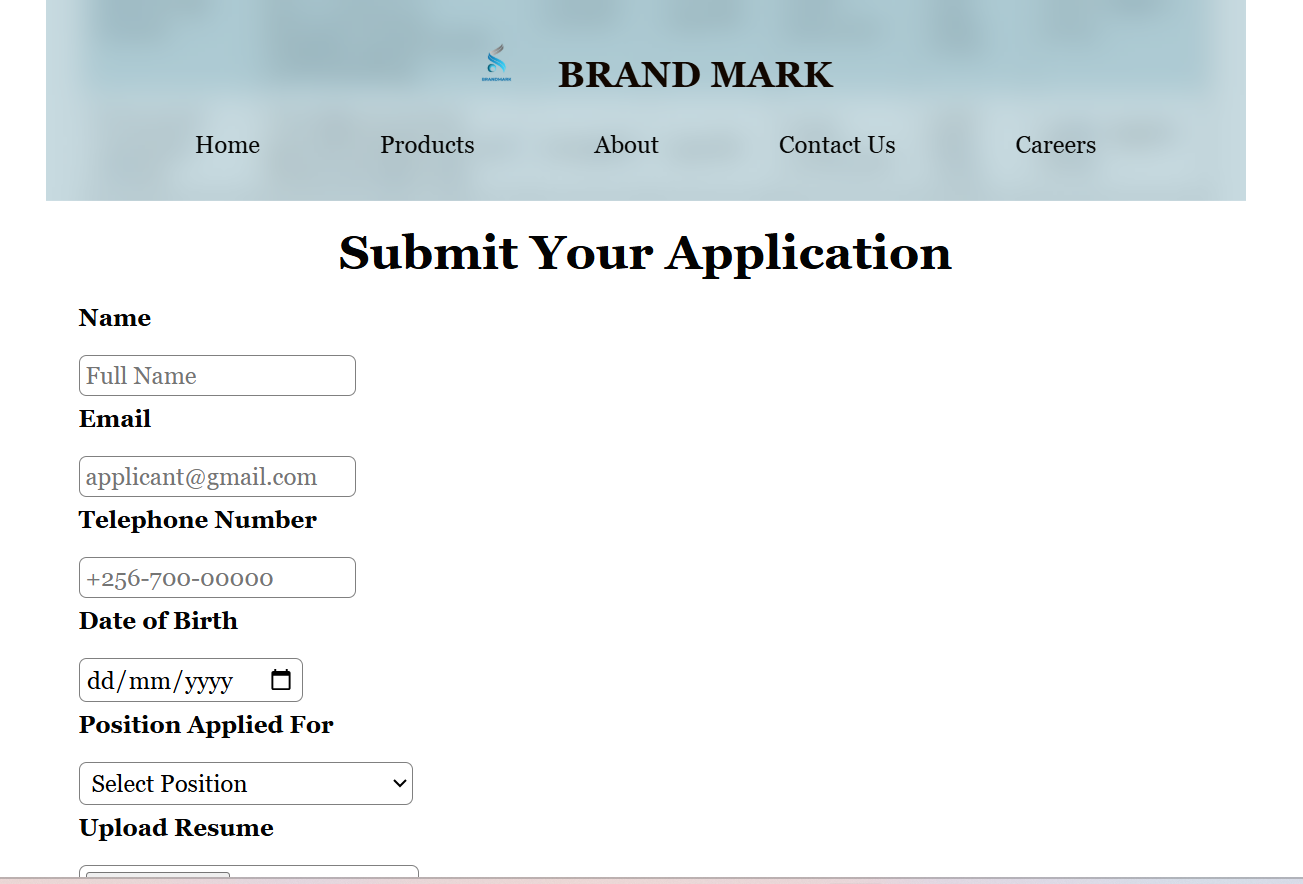 BRANDMARK
BRAND MARK
Home Products About Contact Us Careers
Submit Your Application
Name
Full Name
Email
applicant@gmail.com
Telephone Number
+256-700-00000
Date of Birth
dd/mm/yyyy
Position Applied For
Select Position
Upload Resume